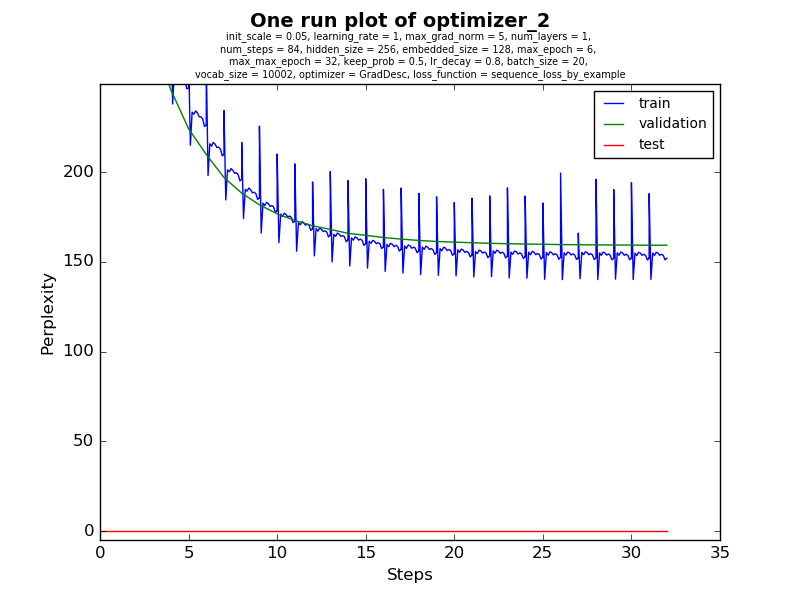 One run plot of optimizer_2
init_scale = 0.05, learning_rate = 1, max_grad_norm = 5, num_layers = 1,
num_steps = 84, hidden_size = 256, embedded_size = 128, max_epoch = 6,
max_max_epoch = 32, keep_prob = 0.5, lr_decay = 0.8, batch_size = 20,
vocab_size = 10002, optimizer = GradDesc, loss_function = sequence_loss_by_example
train
validation
test
200
150
100
50
0
Perplexity
0 5 10 15 20 25 30 35
Steps